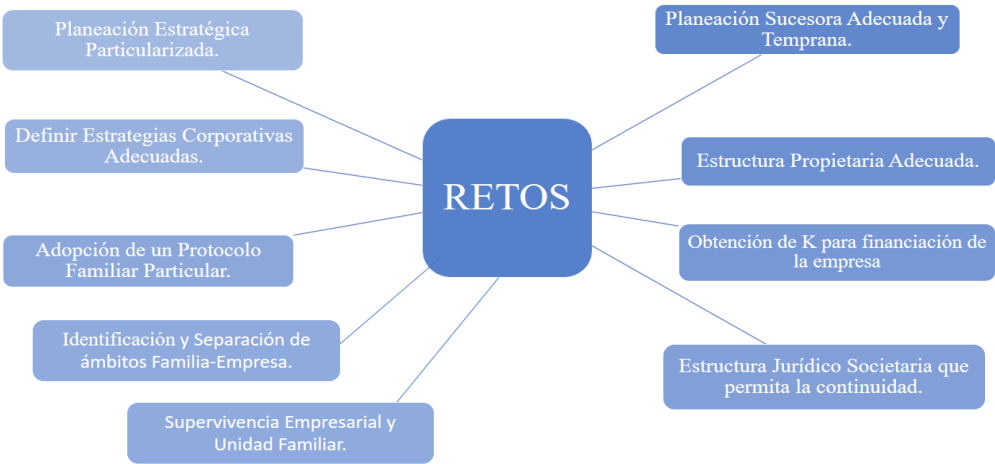 Planeación Estratégica
Particularizada.
Definir Estrategias Corporativas
Adecuadas.
Adopción de un Protocolo
Familiar Particular.
Identificación y Separación de
ámbitos Familia-Empresa.
Supervivencia Empresarial y
Unidad Familiar.
RETOS
Planeación Sucesora Adecuada y
Temprana.
Estructura Propietaria Adecuada.
Obtención de K para financiación de
la empresa
Estructura Jurídico Societaria que
permita la continuidad.